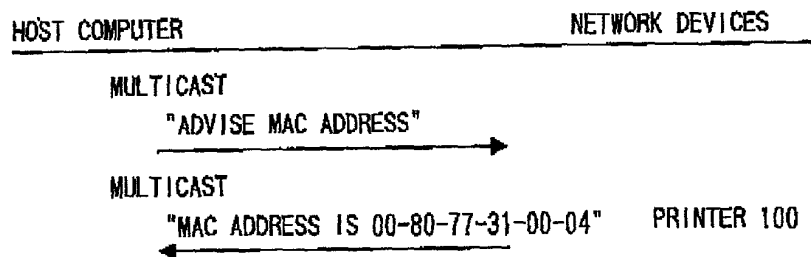 HOST COMPUTER NETWORK DEVICES
MULTICAST
"ADVISE MAC ADDRESS"
MULTICAST
"MAC ADDRESS IS 00-80-77-31-00-04" PRINTER 100